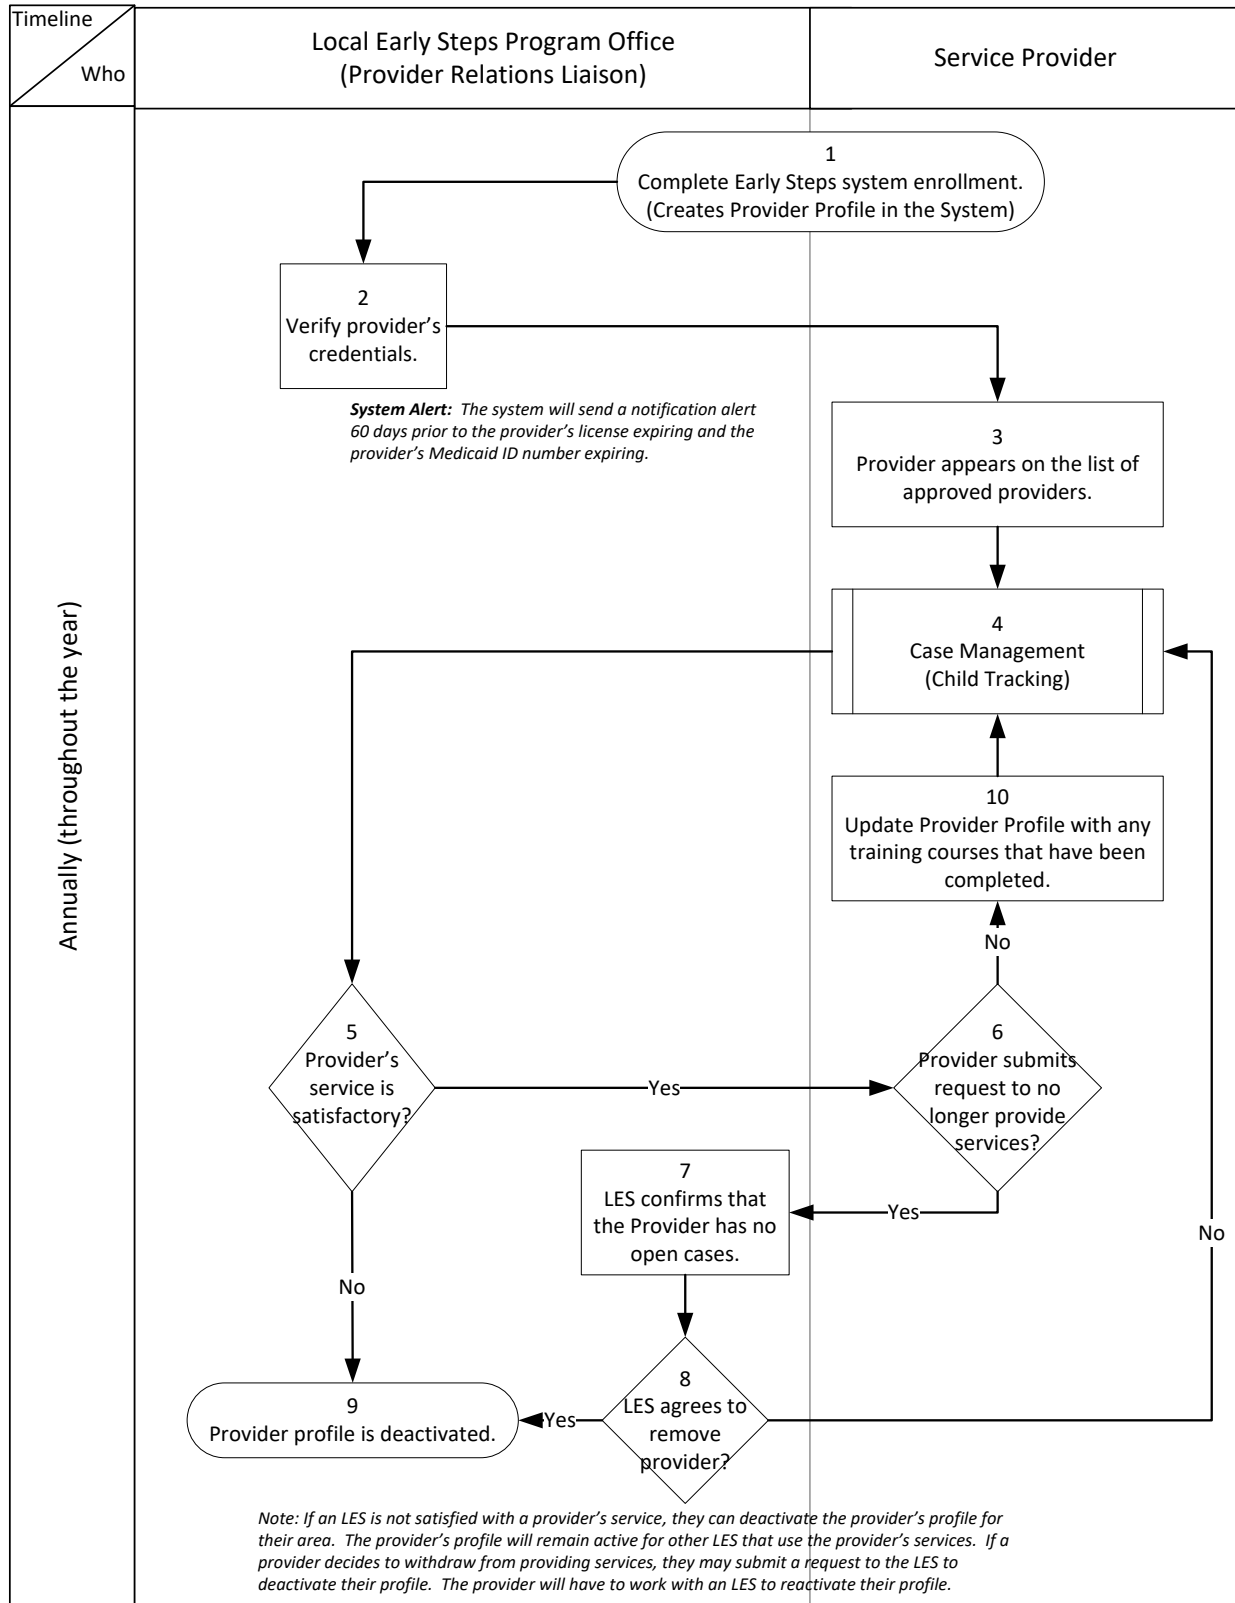 Timeline
Who
Local Early Steps Program Office
(Provider Relations Liaison)
Service Provider
Annually (throughout the year)
1
Complete Early Steps system enrollment.
(Creates Provider Profile in the System)
2
Verify provider's
credentials.
System Alert: The system will send a notification alert
60 days prior to the provider's license expiring and the
provider's Medicaid ID number expiring.
3
Provider appears on the list of
approved providers.
4
Case Management
(Child Tracking)
10
Update Provider Profile with any
training courses that have been
completed.
No
5
Provider's
service is
satisfactory?
Yes
6
Provider submits
request to no
longer provide
services?
7
LES confirms that
the Provider has no
open cases.
Yes
No
No
8
LES agrees to
remove
provider?
Yes
9
Provider profile is deactivated.
Note: If an LES is not satisfied with a provider's service, they can deactivate the provider's profile for
their area. The provider's profile will remain active for other LES that use the provider's services. If a
provider decides to withdraw from providing services, they may submit a request to the LES to
deactivate their profile. The provider will have to work with an LES to reactivate their profile.